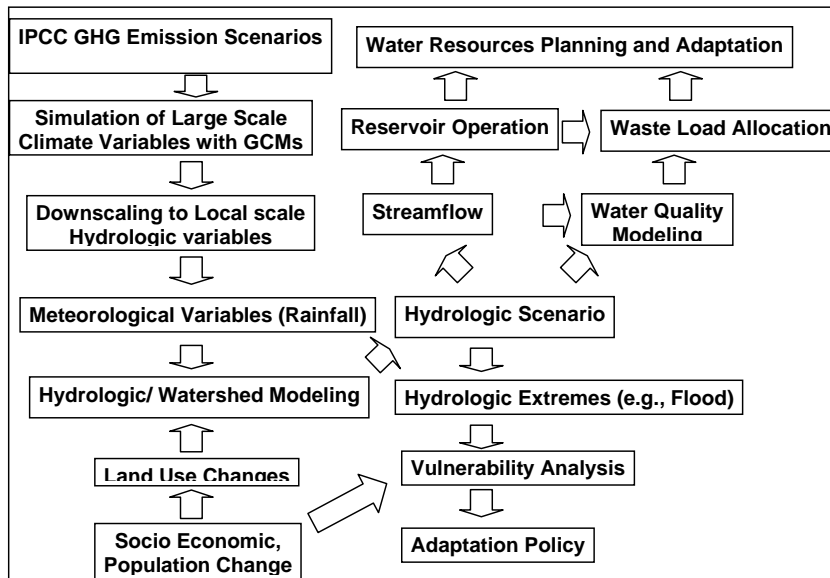 IPCC GHG Emission Scenarios
Simulation of Large Scale
Climate Variables with GCMs
Downscaling to Local scale
Hydrologic variables
Meteorological Variables (Rainfall)
Hydrologic/ Watershed Modeling
Land Use Changes
Socio Economic,
Population Change
Water Resources Planning and Adaptation
Reservoir Operation
Waste Load Allocation
Streamflow
Water Quality
Modeling
Hydrologic Scenario
Hydrologic Extremes (e.g., Flood)
Vulnerability Analysis
Adaptation Policy